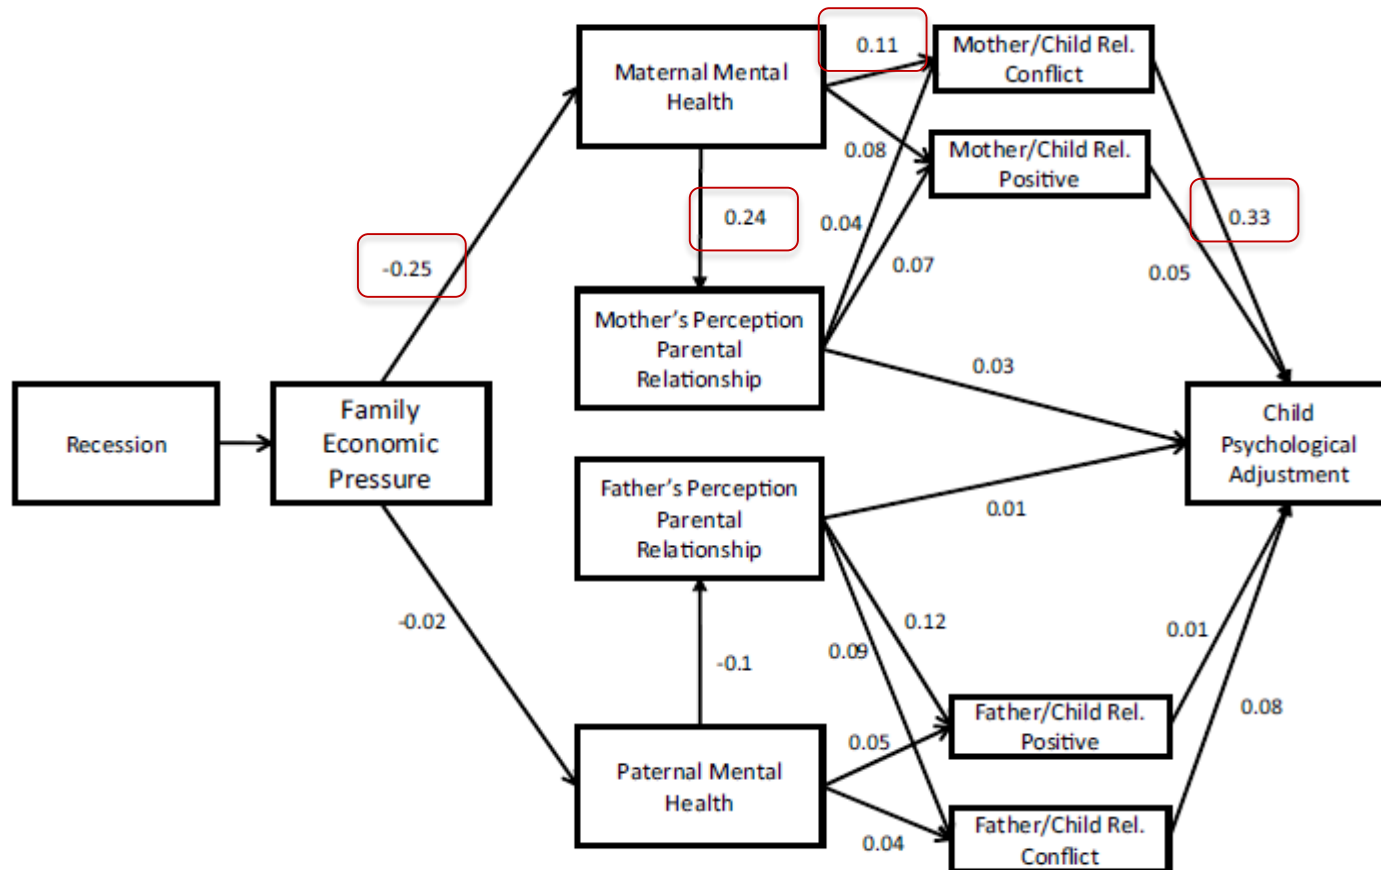 0.11
Mother/Child Rel.
Conflict
Maternal Mental
Health
0.08
Mother/Child Rel.
Positive
0.24
0.04
0.33
-0.25
0.07
0.05
Mother's Perception
Parental
Relationship
0.03
Recession
Family
Economic
Pressure
Child
Psychological
Adjustment
Father's Perception
Parental
Relationship
0.01
-0.02
0.12
0.01
0.09
-0.1
0.08
Father/Child Rel.
Positive
0.05
Paternal Mental
Health
0.04
Father/Child Rel.
Conflict